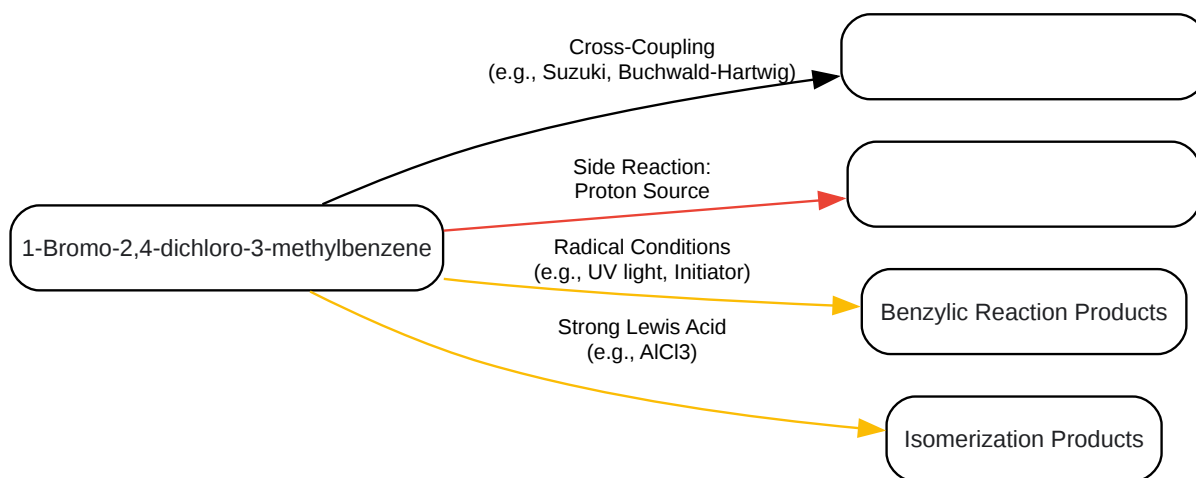 Cross-Coupling
(e.g., Suzuki, Buchwald-Hartwig)
Side Reaction:
Proton Source
1-Bromo-2,4-dichloro-3-methylbenzene
Radical Conditions
(e.g., UV light, Initiator)
Benzylic Reaction Products
Strong Lewis Acid
(e.g., AlCl3)
Isomerization Products